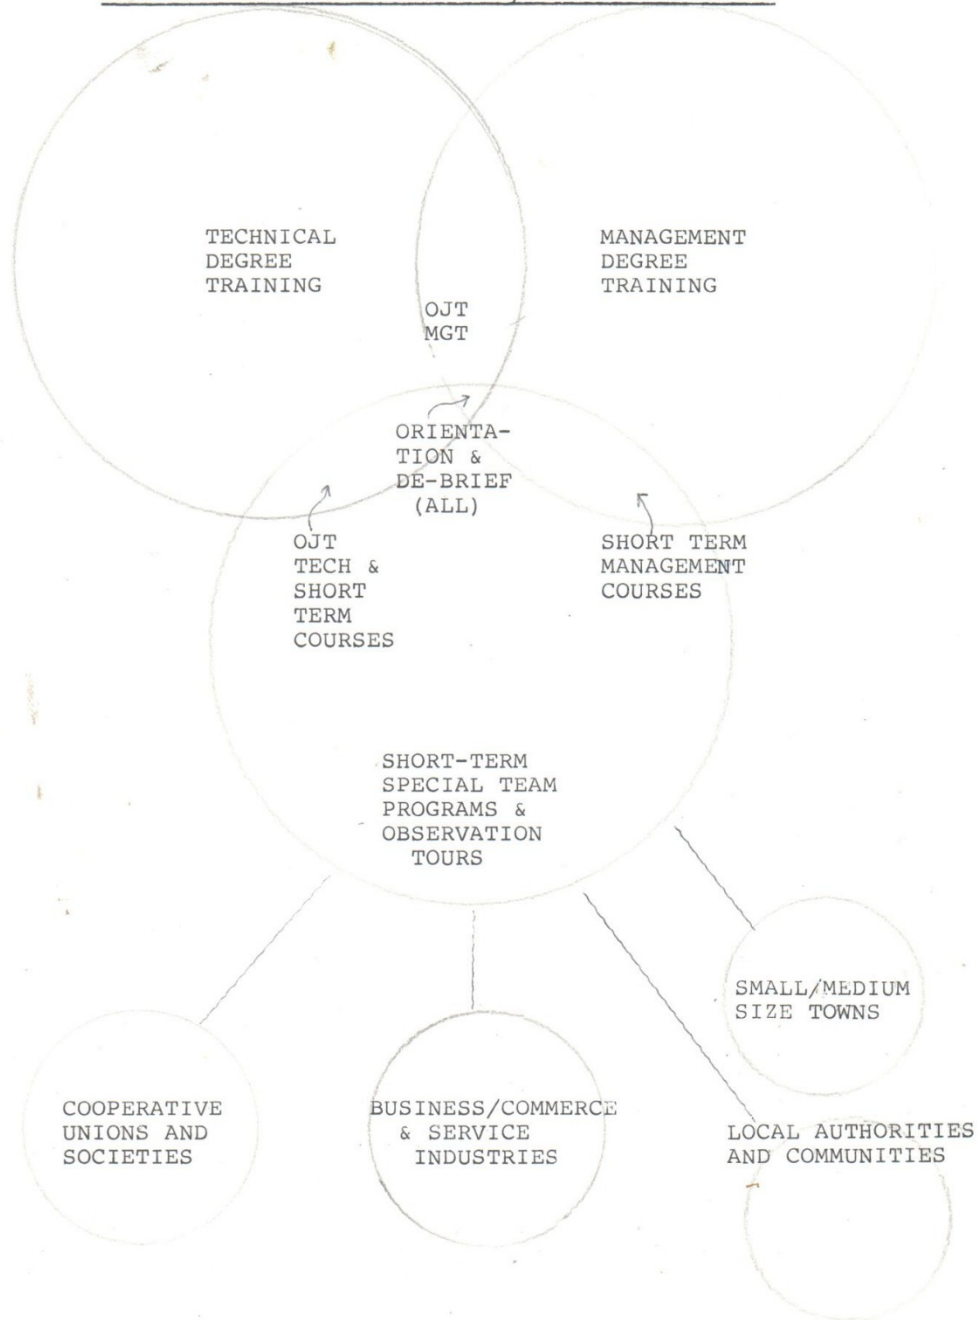 TECHNICAL
DEGREE
TRAINING
MANAGEMENT
DEGREE
TRAINING
OJT
MGT
ORIENTA-
TION &
DE-BRIEF
(ALL)
OJT
TECH &
SHORT
TERM
COURSES
SHORT TERM
MANAGEMENT
COURSES
SHORT-TERM
SPECIAL TEAM
PROGRAMS &
OBSERVATION
TOURS
SMALL/MEDIUM
SIZE TOWNS
COOPERATIVE
UNIONS AND
SOCIETIES
BUSINESS/COMMERCE
& SERVICE
INDUSTRIES
LOCAL AUTHORITIES
AND COMMUNITIES